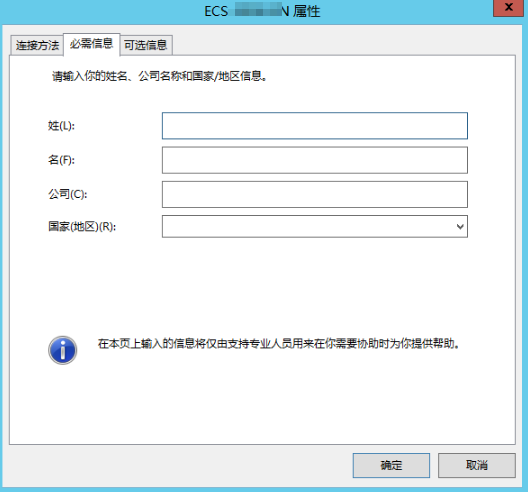 ECS N 属性
x
连接方法 必需信息 可选信息
请输入你的姓名、公司名称和国家/地区信息。
姓(L):
名(F):
公司(C):
国家(地区)(R):
在本页上输入的信息将仅由支持专业人员用来在你需要协助时为你提供帮助。
确定 取消